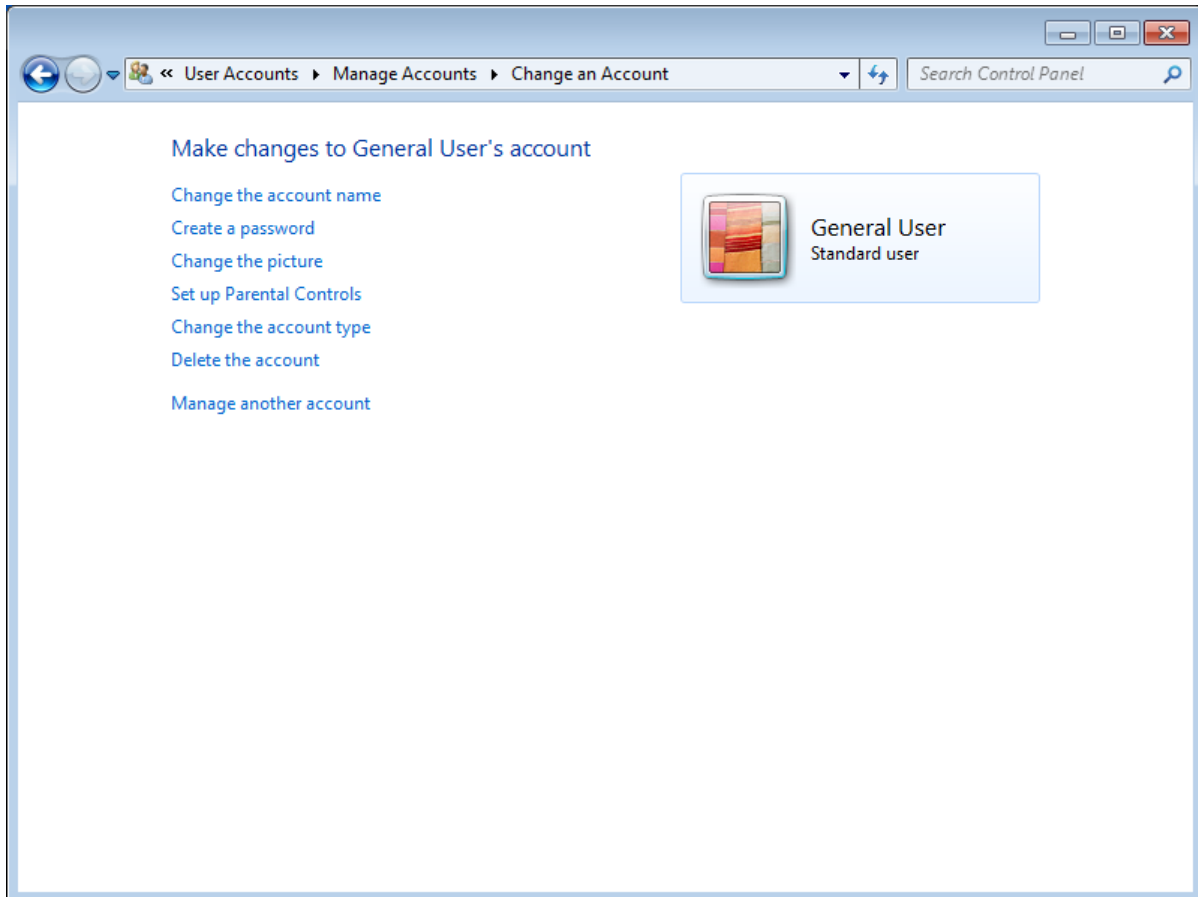 « User Accounts ▸ Manage Accounts ▸ Change an Account
Search Control Panel
Make changes to General User's account
Change the account name
Create a password
Change the picture
Set up Parental Controls
Change the account type
Delete the account
Manage another account
General User
Standard user